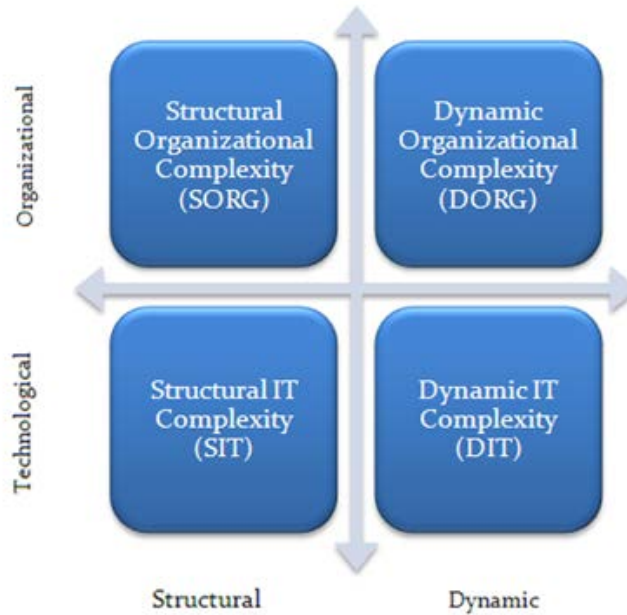 Organizational
Structural
Organizational
Complexity
(SORG)
Dynamic
Organizational
Complexity
(DORG)
Technological
Structural IT
Complexity
(SIT)
Dynamic IT
Complexity
(DIT)
Structural
Dynamic